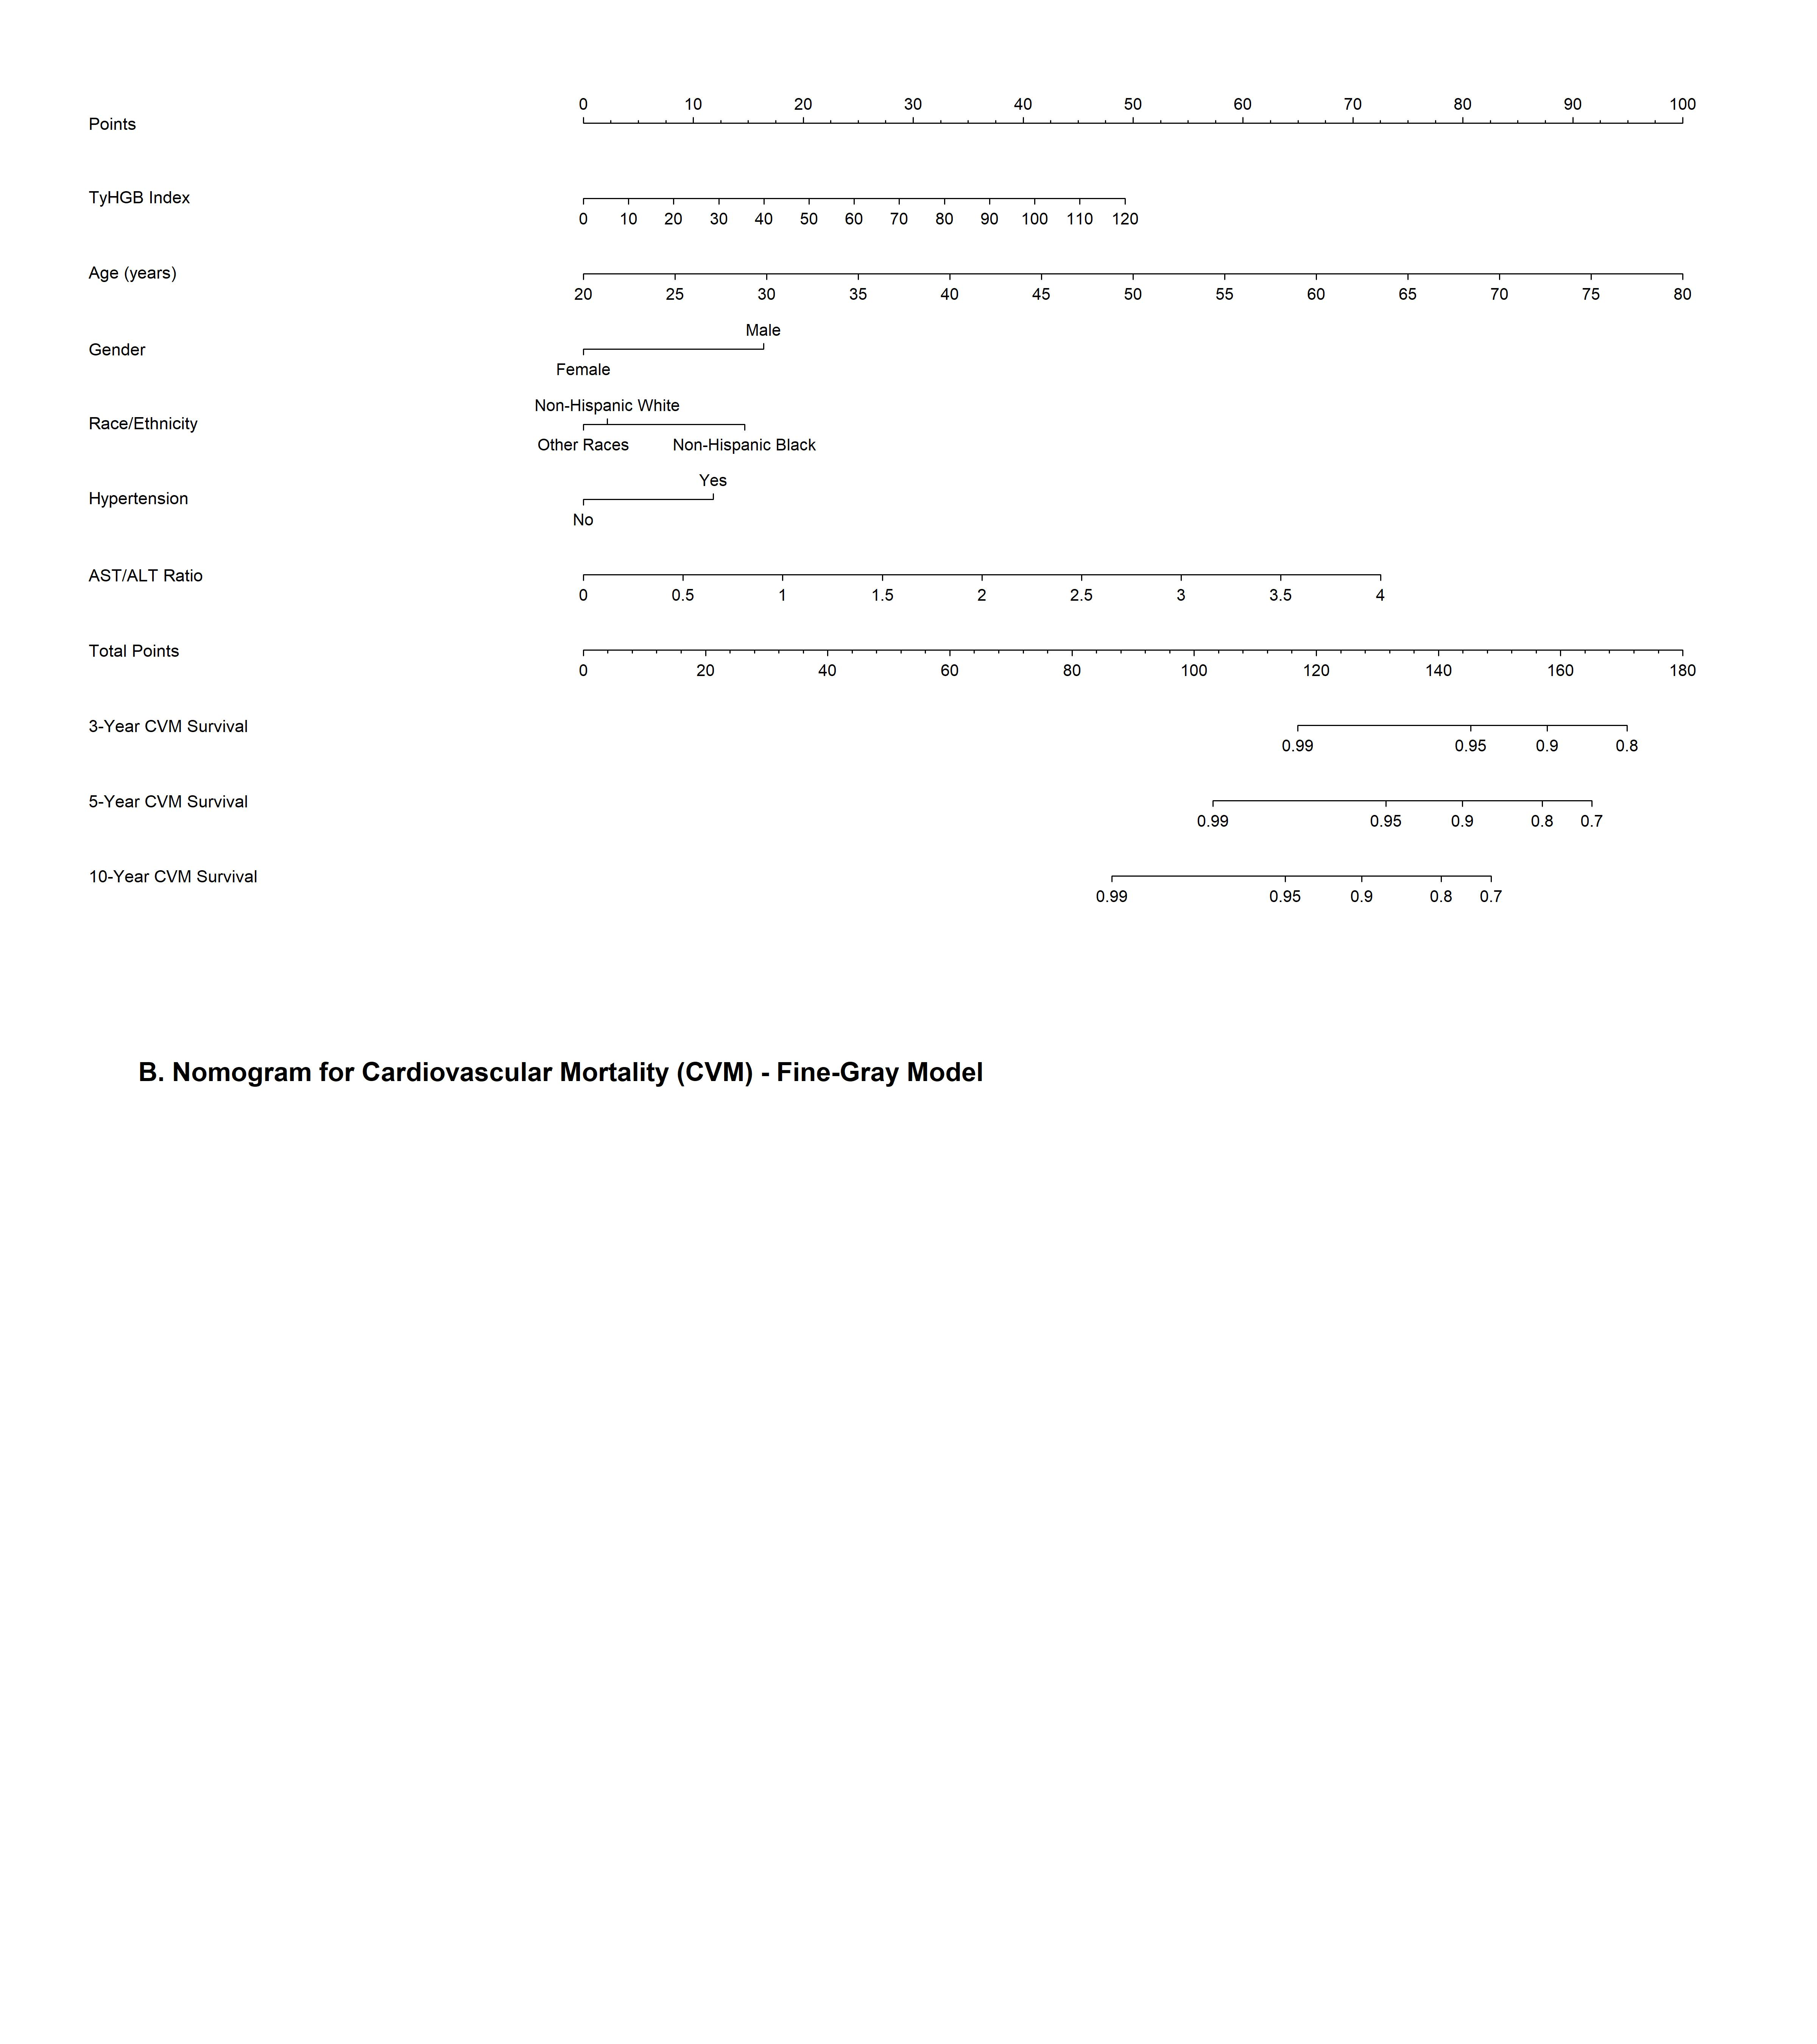 0 10 20 30 40 50 60 70 80 90 100
Points
TyHGB Index
0 10 20 30 40 50 60 70 80 90 100 110 120
Age (years)
20 25 30 35 40 45 50 55 60 65 70 75 80
Male
Gender
Female
Non-Hispanic White
Race/Ethnicity
Other Races Non-Hispanic Black
Yes
Hypertension
No
AST/ALT Ratio
0 0.5 1 1.5 2 2.5 3 3.5 4
Total Points
0 20 40 60 80 100 120 140 160 180
3-Year CVM Survival
0.99 0.95 0.9 0.8
5-Year CVM Survival
0.99 0.95 0.9 0.8 0.7
10-Year CVM Survival
0.99 0.95 0.9 0.8 0.7
B. Nomogram for Cardiovascular Mortality (CVM) - Fine-Gray Model